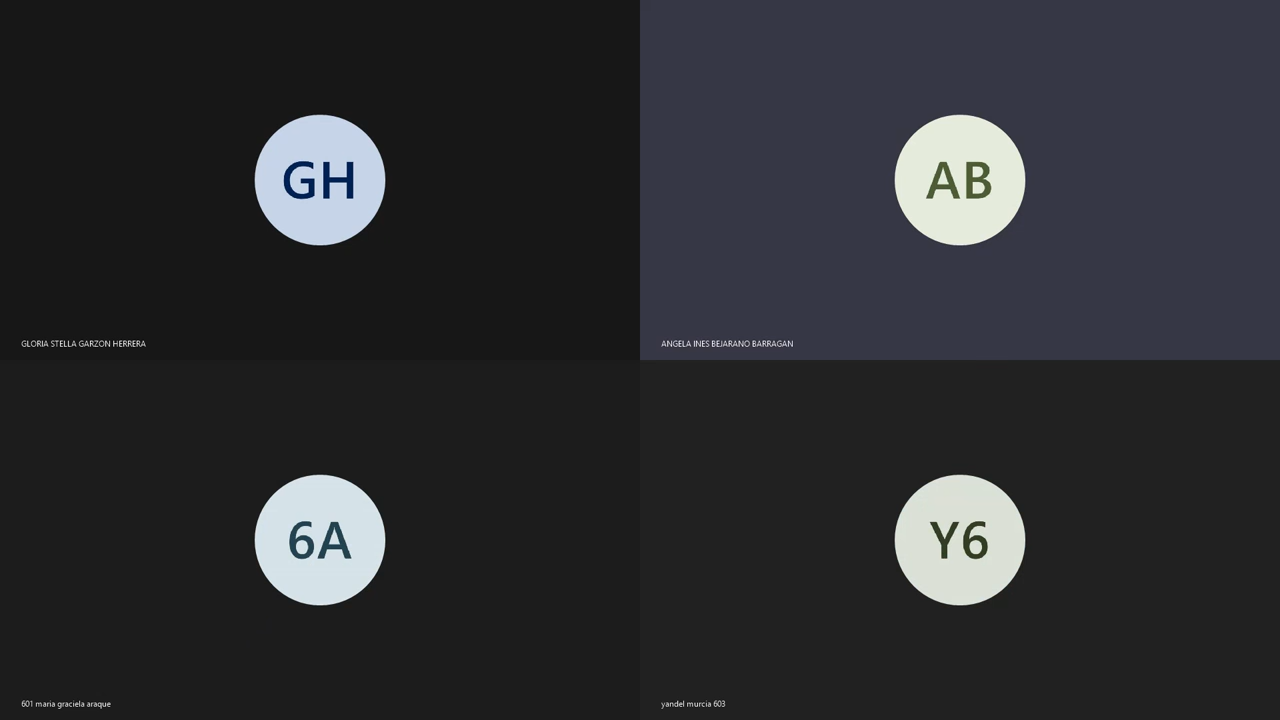 GH
AB
GLORIA STELLA GARZON HERRERA
ANGELA INES BEJARANO BARRAGAN
6A
Y6
601 maria graciela araque
yandel murcia 603